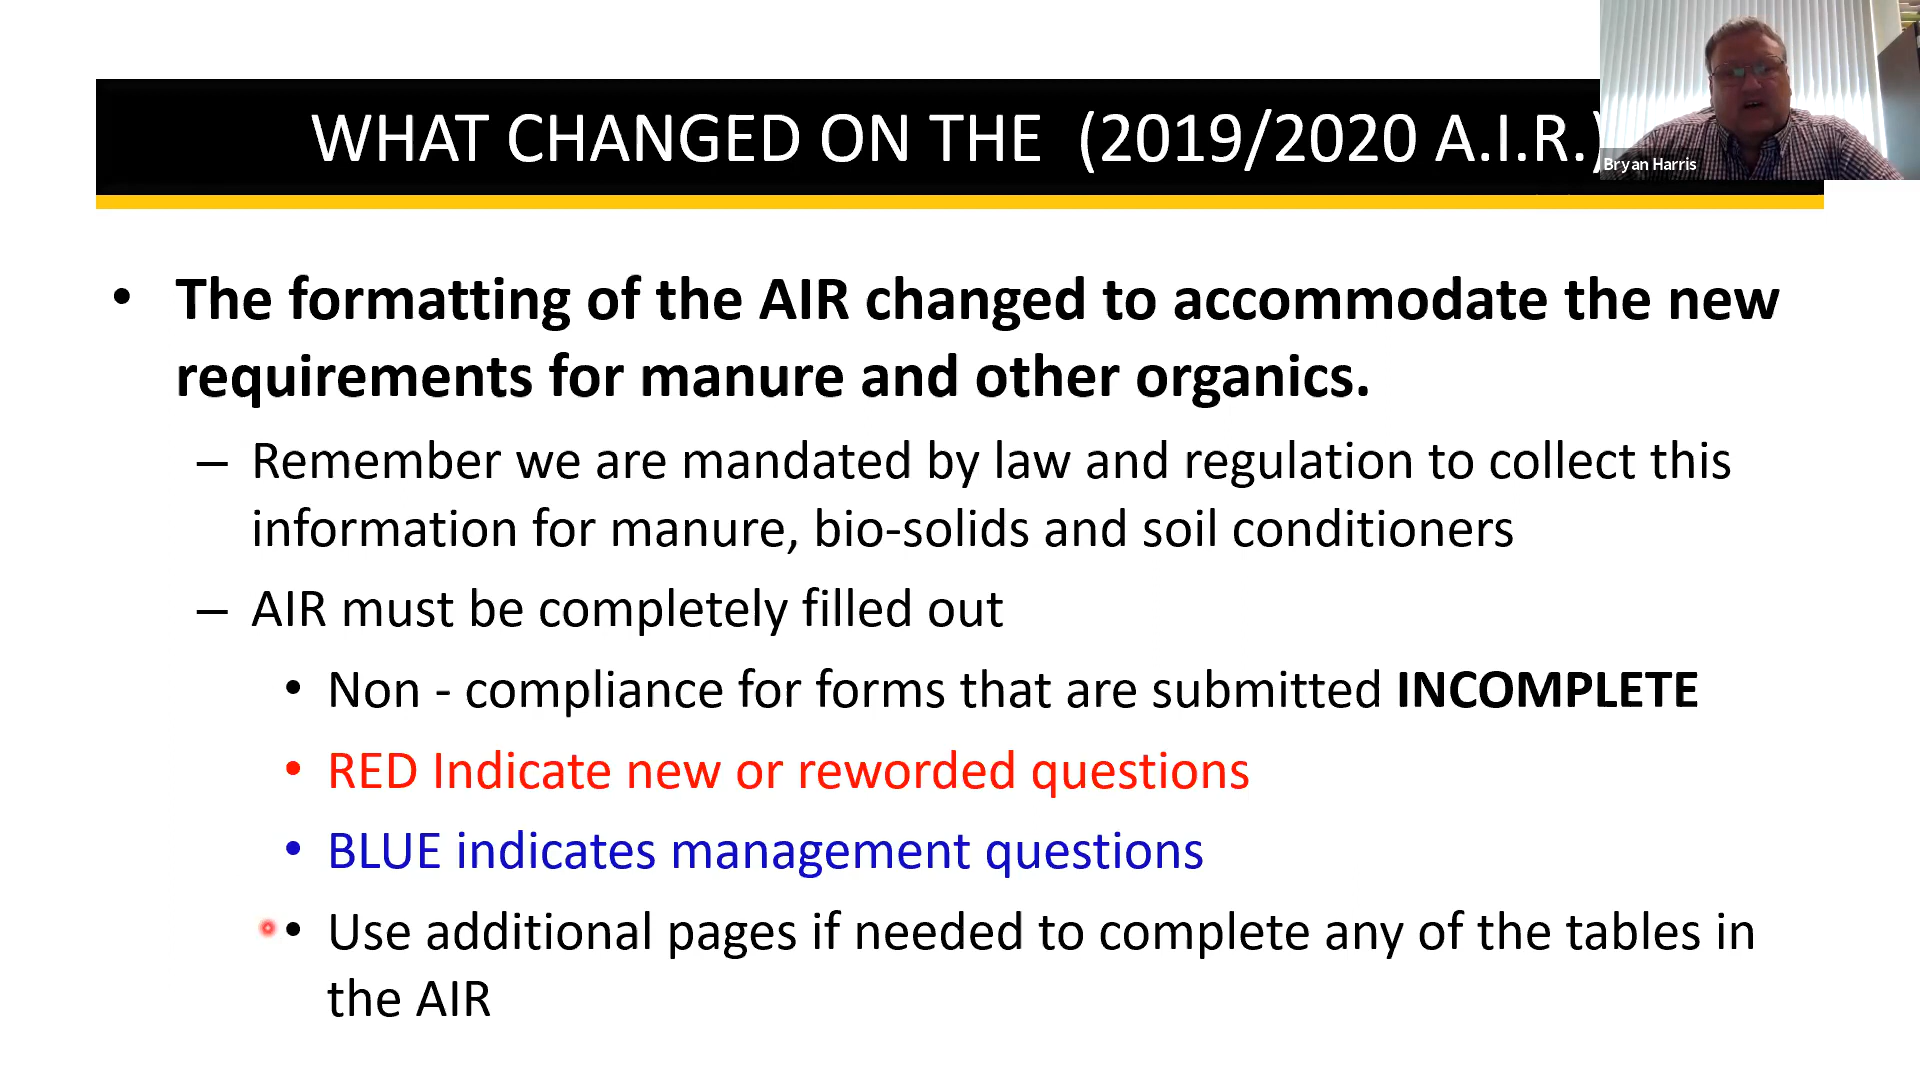 WHAT CHANGED ON THE (2019/2020 A.I.R.)
Bryan Harris
• The formatting of the AIR changed to accommodate the new
requirements for manure and other organics.
– Remember we are mandated by law and regulation to collect this
information for manure, bio-solids and soil conditioners
– AIR must be completely filled out
• Non - compliance for forms that are submitted INCOMPLETE
• RED Indicate new or reworded questions
• BLUE indicates management questions
• Use additional pages if needed to complete any of the tables in
the AIR